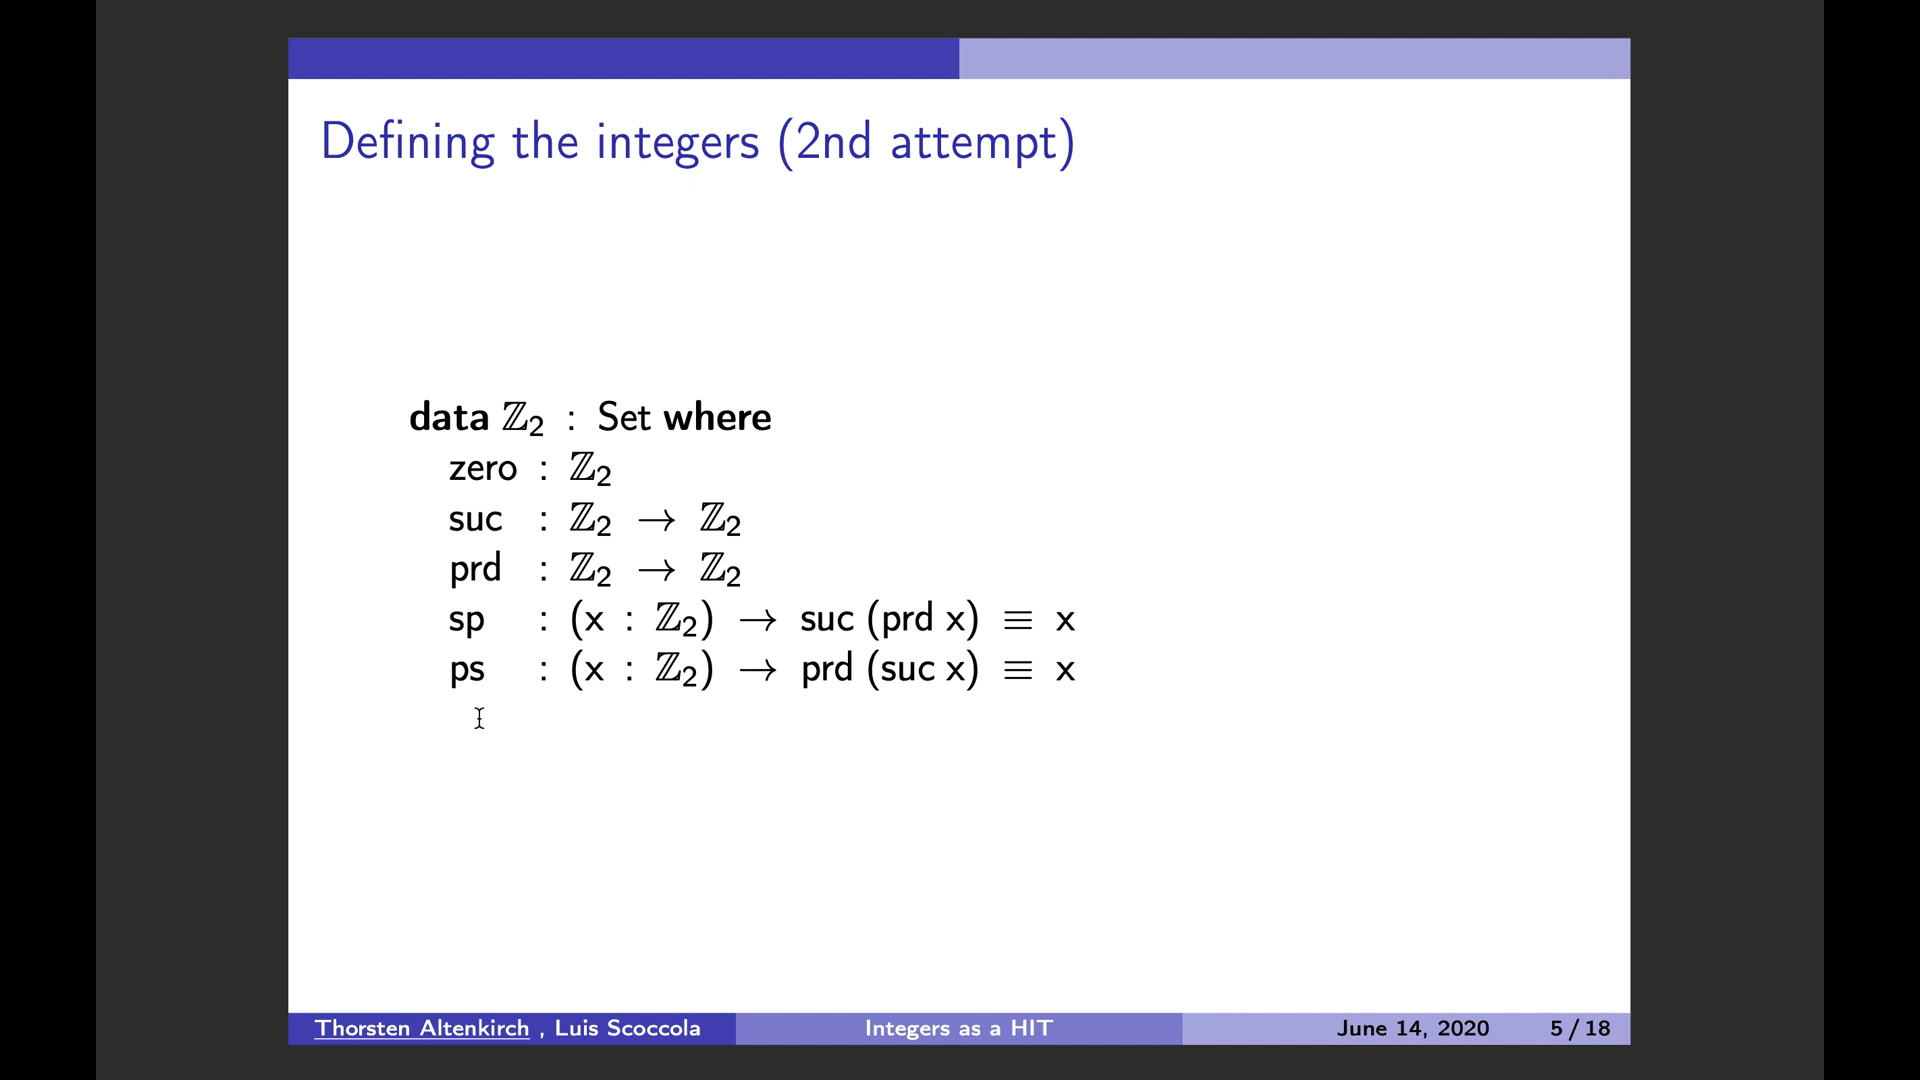 Defining the integers (2nd attempt)
data ℤ₂ : Set where
zero : ℤ₂
suc : ℤ₂ → ℤ₂
prd : ℤ₂ → ℤ₂
sp : (x : ℤ₂) → suc (prd x) ≡ x
ps : (x : ℤ₂) → prd (suc x) ≡ x
Thorsten Altenkirch , Luis Scoccola Integers as a HIT June 14, 2020 5 / 18